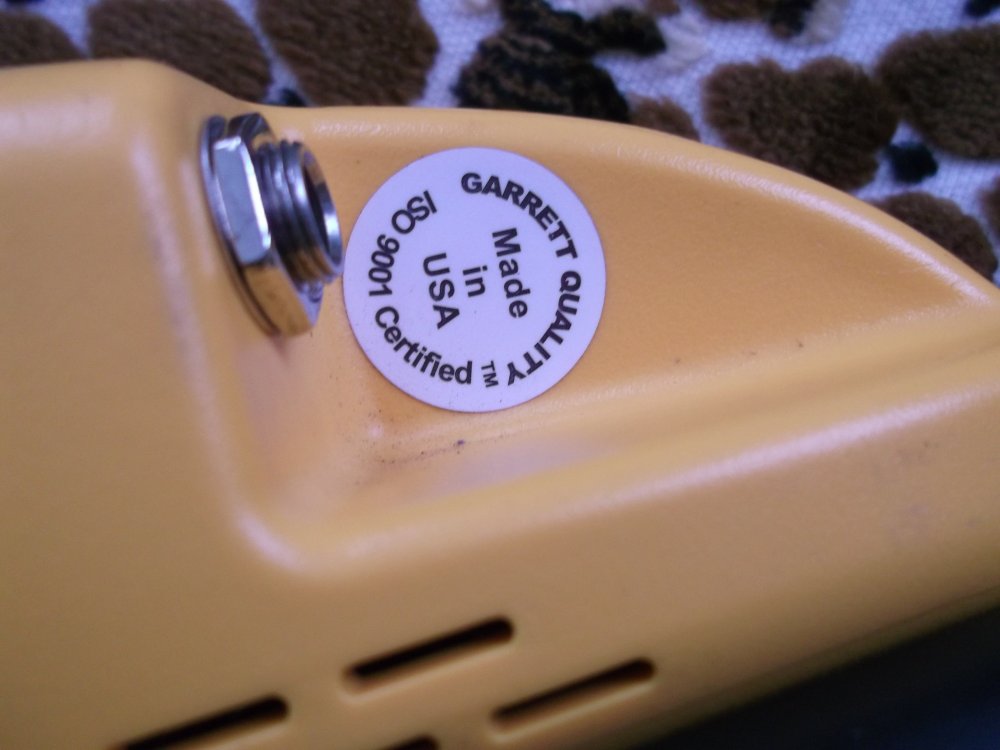 GARRETT QUALITY ™
ISO 9001 Certified
Made
in
USA